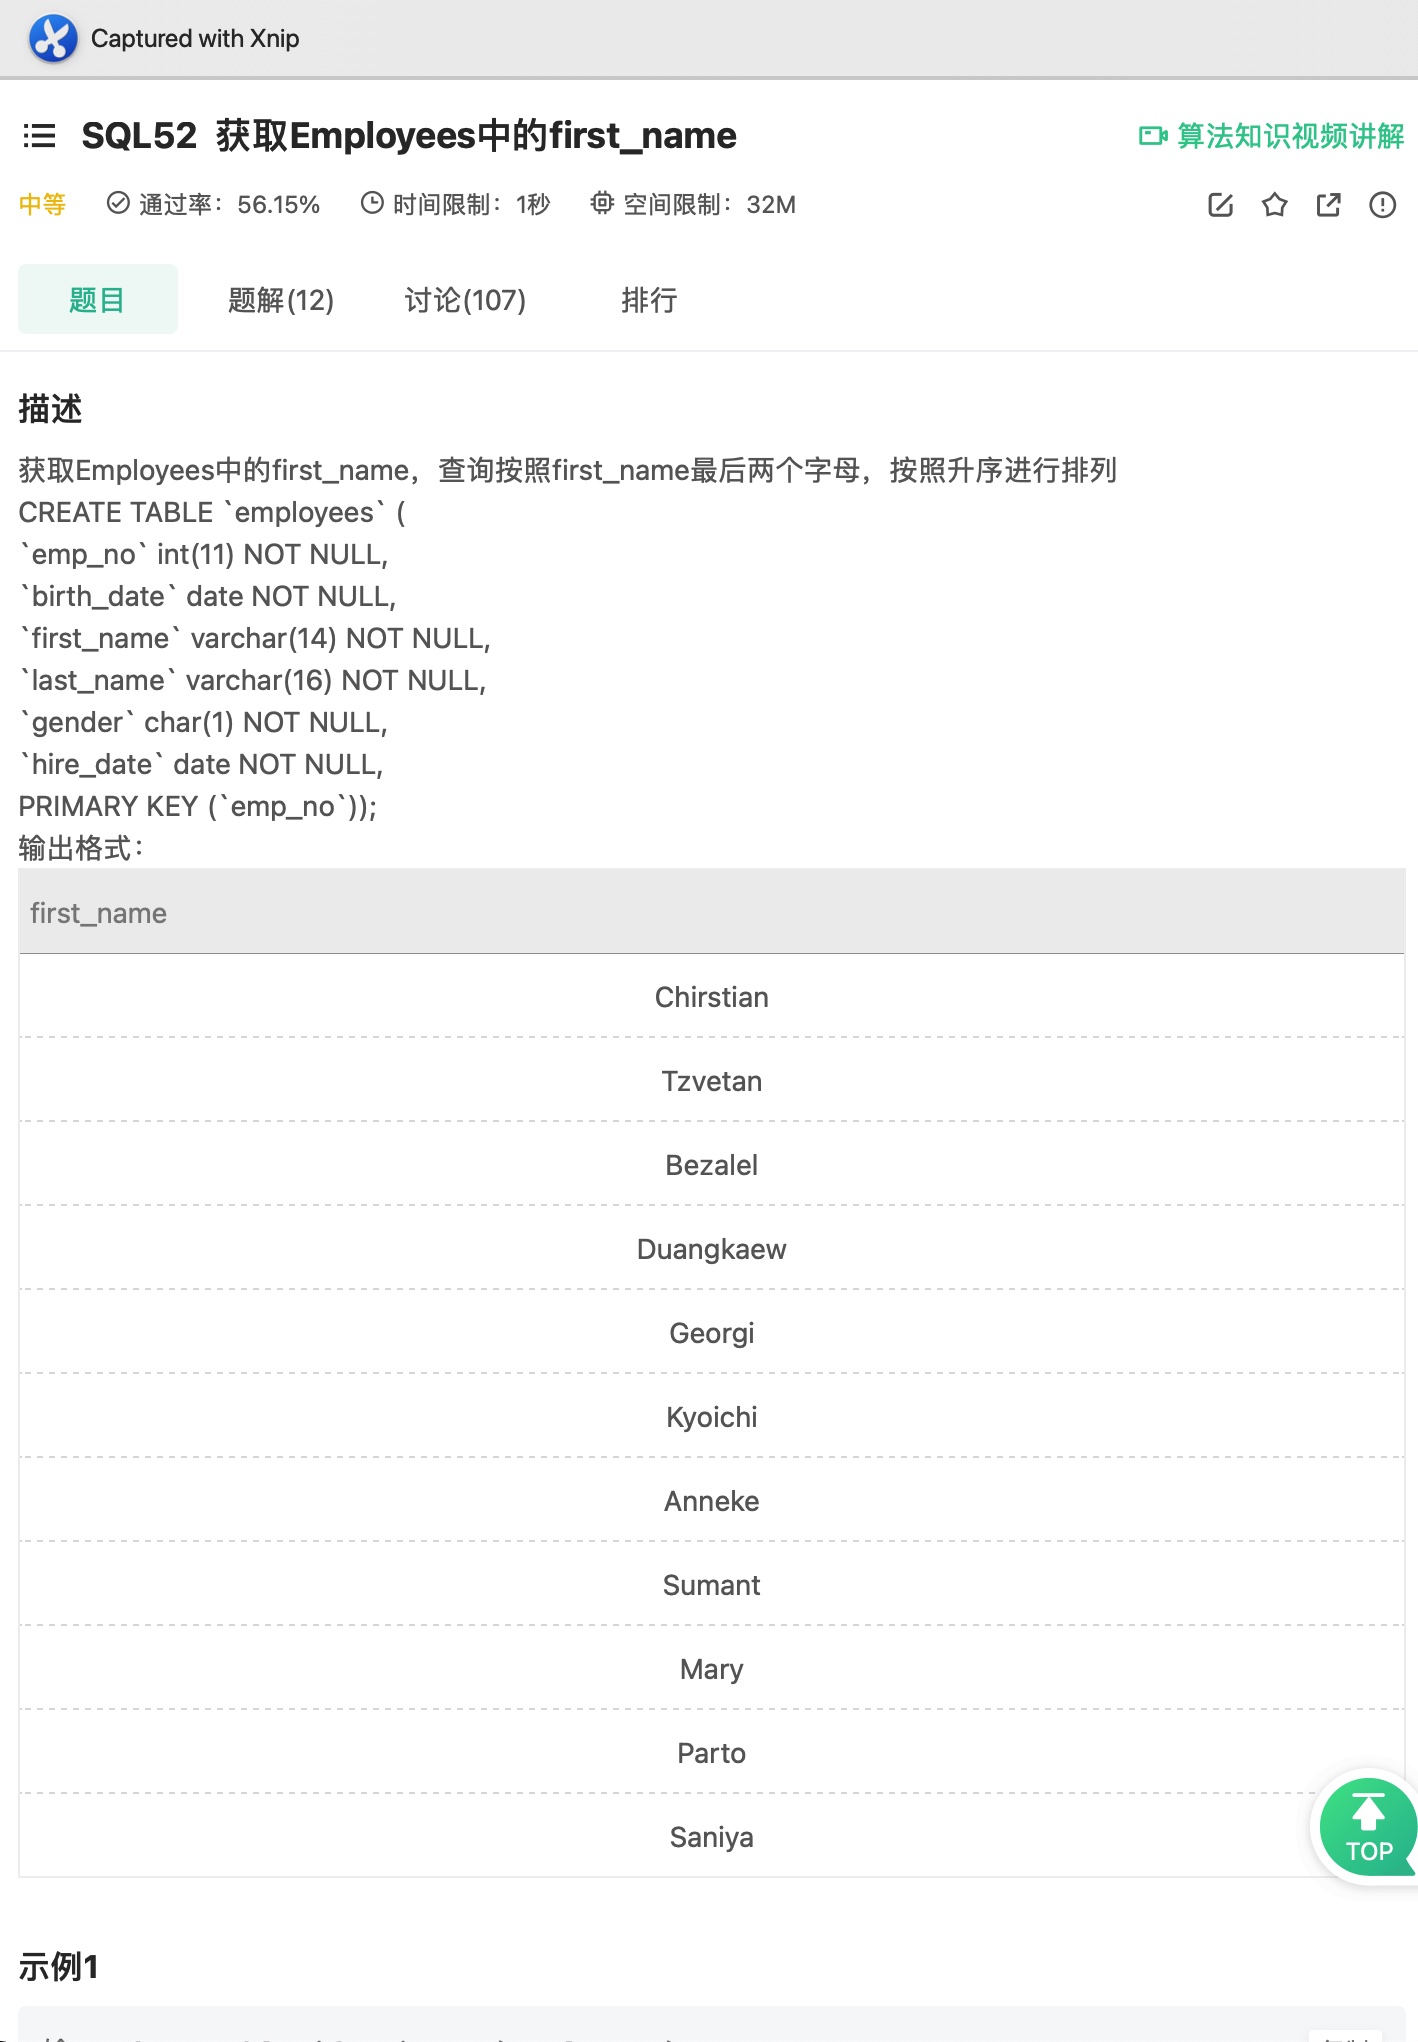 Captured with Xnip
SQL52 获取Employees中的first_name
算法知识视频讲解
中等 通过率：56.15% 时间限制：1秒 空间限制：32M
题目 题解(12) 讨论(107) 排行
描述
获取Employees中的first_name，查询按照first_name最后两个字母，按照升序进行排列
CREATE TABLE `employees` (
`emp_no` int(11) NOT NULL,
`birth_date` date NOT NULL,
`first_name` varchar(14) NOT NULL,
`last_name` varchar(16) NOT NULL,
`gender` char(1) NOT NULL,
`hire_date` date NOT NULL,
PRIMARY KEY (`emp_no`));
输出格式：
first_name
Chirstian
Tzvetan
Bezalel
Duangkaew
Georgi
Kyoichi
Anneke
Sumant
Mary
Parto
Saniya
TOP
示例1